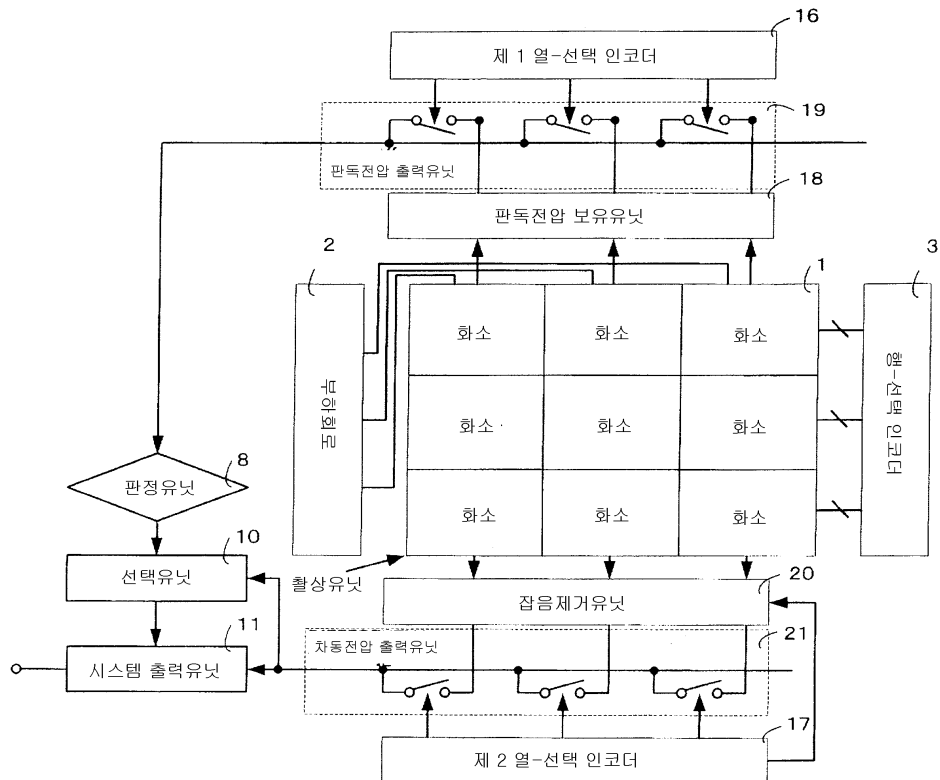 16
제 1 열-선택 인코더
19
판독전압 출력유닛
18
판독전압 보유유닛
2
1
3
화소 화소 화소
부하회로
행-선택 인코더
화소 화소 화소
8
판정유닛
화소 화소 화소
10
선택유닛
촬상유닛
20
잡음제거유닛
11
차동전압 출력유닛
21
시스템 출력유닛
17
제 2 열-선택 인코더